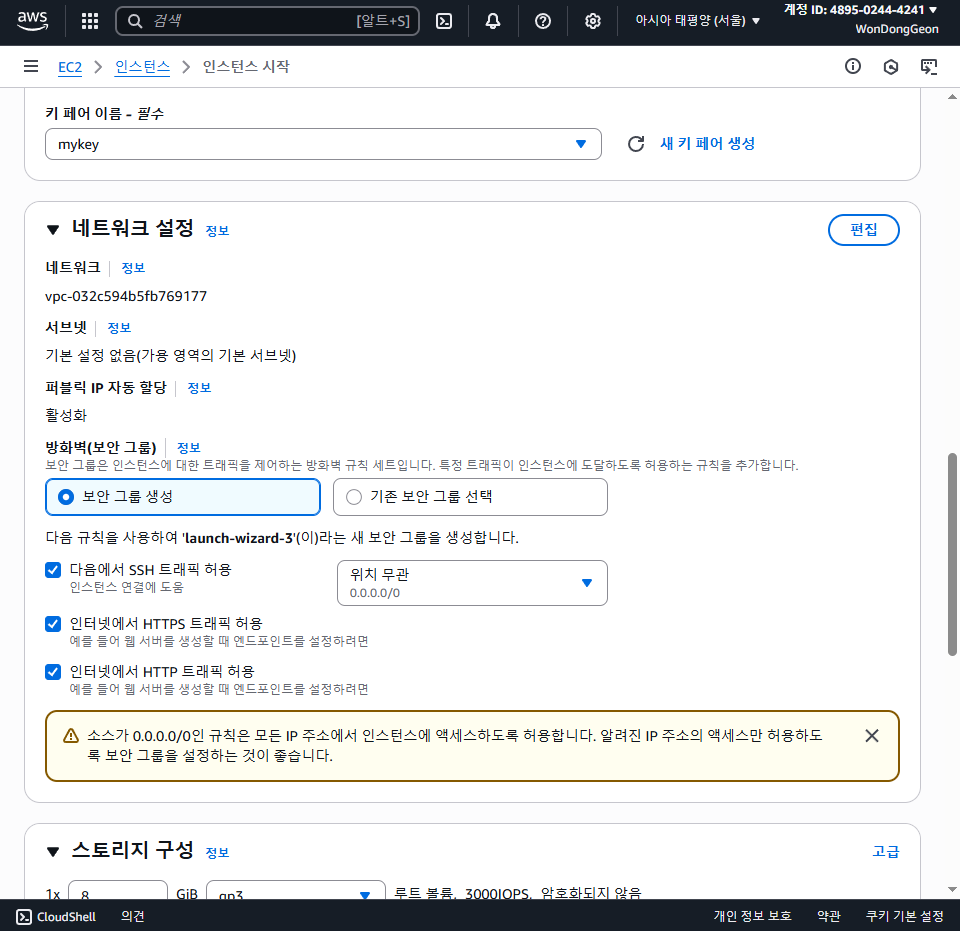 aws
검색 [알트+S]
아시아 태평양 (서울)
계정 ID: 4895-0244-4241
WonDongGeon
EC2 > 인스턴스 > 인스턴스 시작
키 페어 이름 - 필수
mykey
새 키 페어 생성
네트워크 설정 정보
편집
네트워크 정보
vpc-032c594b5fb769177
서브넷 정보
기본 설정 없음(가용 영역의 기본 서브넷)
퍼블릭 IP 자동 할당 정보
활성화
방화벽(보안 그룹) 정보
보안 그룹은 인스턴스에 대한 트래픽을 제어하는 방화벽 규칙 세트입니다. 특정 트래픽이 인스턴스에 도달하도록 허용하는 규칙을 추가합니다.
보안 그룹 생성
기존 보안 그룹 선택
다음 규칙을 사용하여 'launch-wizard-3'(이)라는 새 보안 그룹을 생성합니다.
다음에서 SSH 트래픽 허용
인스턴스 연결에 도움
위치 무관
0.0.0.0/0
인터넷에서 HTTPS 트래픽 허용
예를 들어 웹 서버를 생성할 때 엔드포인트를 설정하려면
인터넷에서 HTTP 트래픽 허용
예를 들어 웹 서버를 생성할 때 엔드포인트를 설정하려면
소스가 0.0.0.0/0인 규칙은 모든 IP 주소에서 인스턴스에 액세스하도록 허용합니다. 알려진 IP 주소의 액세스만 허용하도
록 보안 그룹을 설정하는 것이 좋습니다.
스토리지 구성 정보
고급
1x 8 GiB gp3 루트 볼륨, 3000IOPS, 암호화되지 않음
CloudShell 의견 개인 정보 보호 약관 쿠키 기본 설정